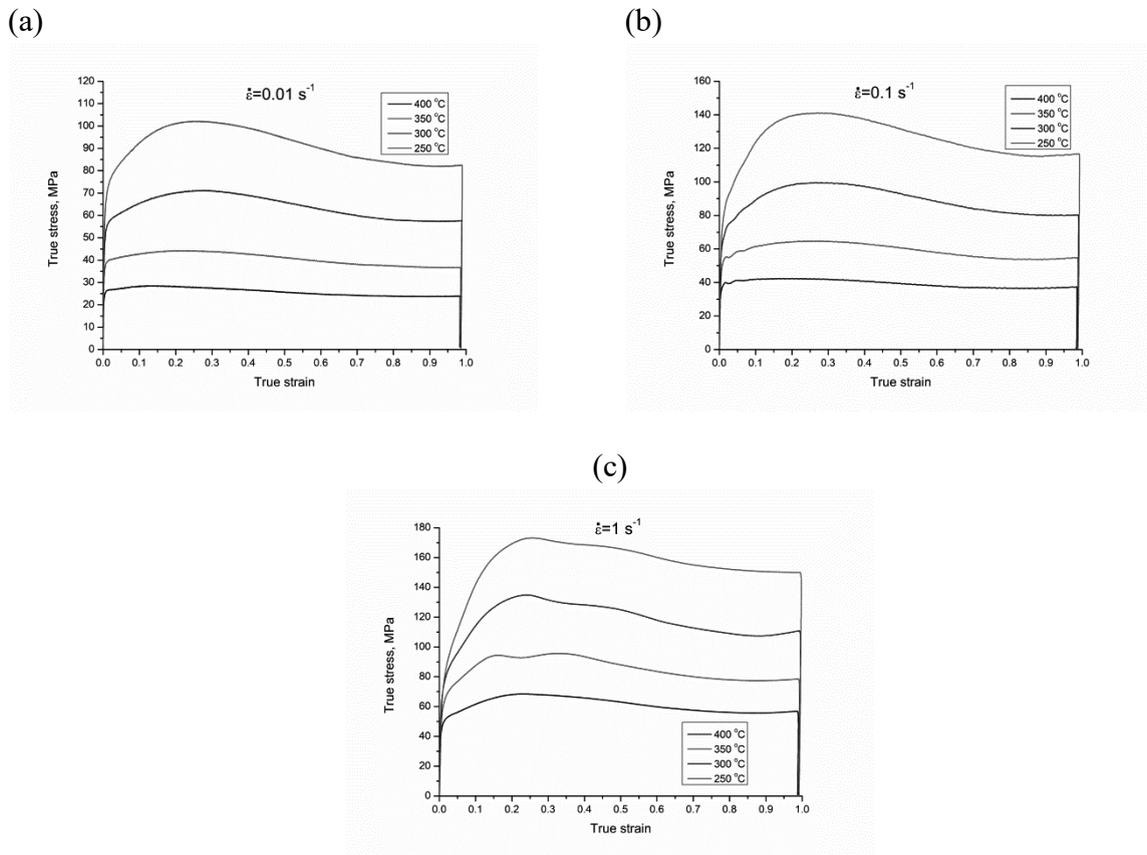 (a)
(b)
ε̇=0.01 s⁻¹
400 °C
350 °C
300 °C
250 °C
True stress, MPa
120
110
100
90
80
70
60
50
40
30
20
10
0
0.0 0.1 0.2 0.3 0.4 0.5 0.6 0.7 0.8 0.9 1.0
True strain
ε̇=0.1 s⁻¹
400 °C
350 °C
300 °C
250 °C
True stress, MPa
160
140
120
100
80
60
40
20
0
0.0 0.1 0.2 0.3 0.4 0.5 0.6 0.7 0.8 0.9 1.0
True strain
(c)
ε̇=1 s⁻¹
True stress, MPa
180
160
140
120
100
80
60
40
20
0
400 °C
350 °C
300 °C
250 °C
0.0 0.1 0.2 0.3 0.4 0.5 0.6 0.7 0.8 0.9 1.0
True strain